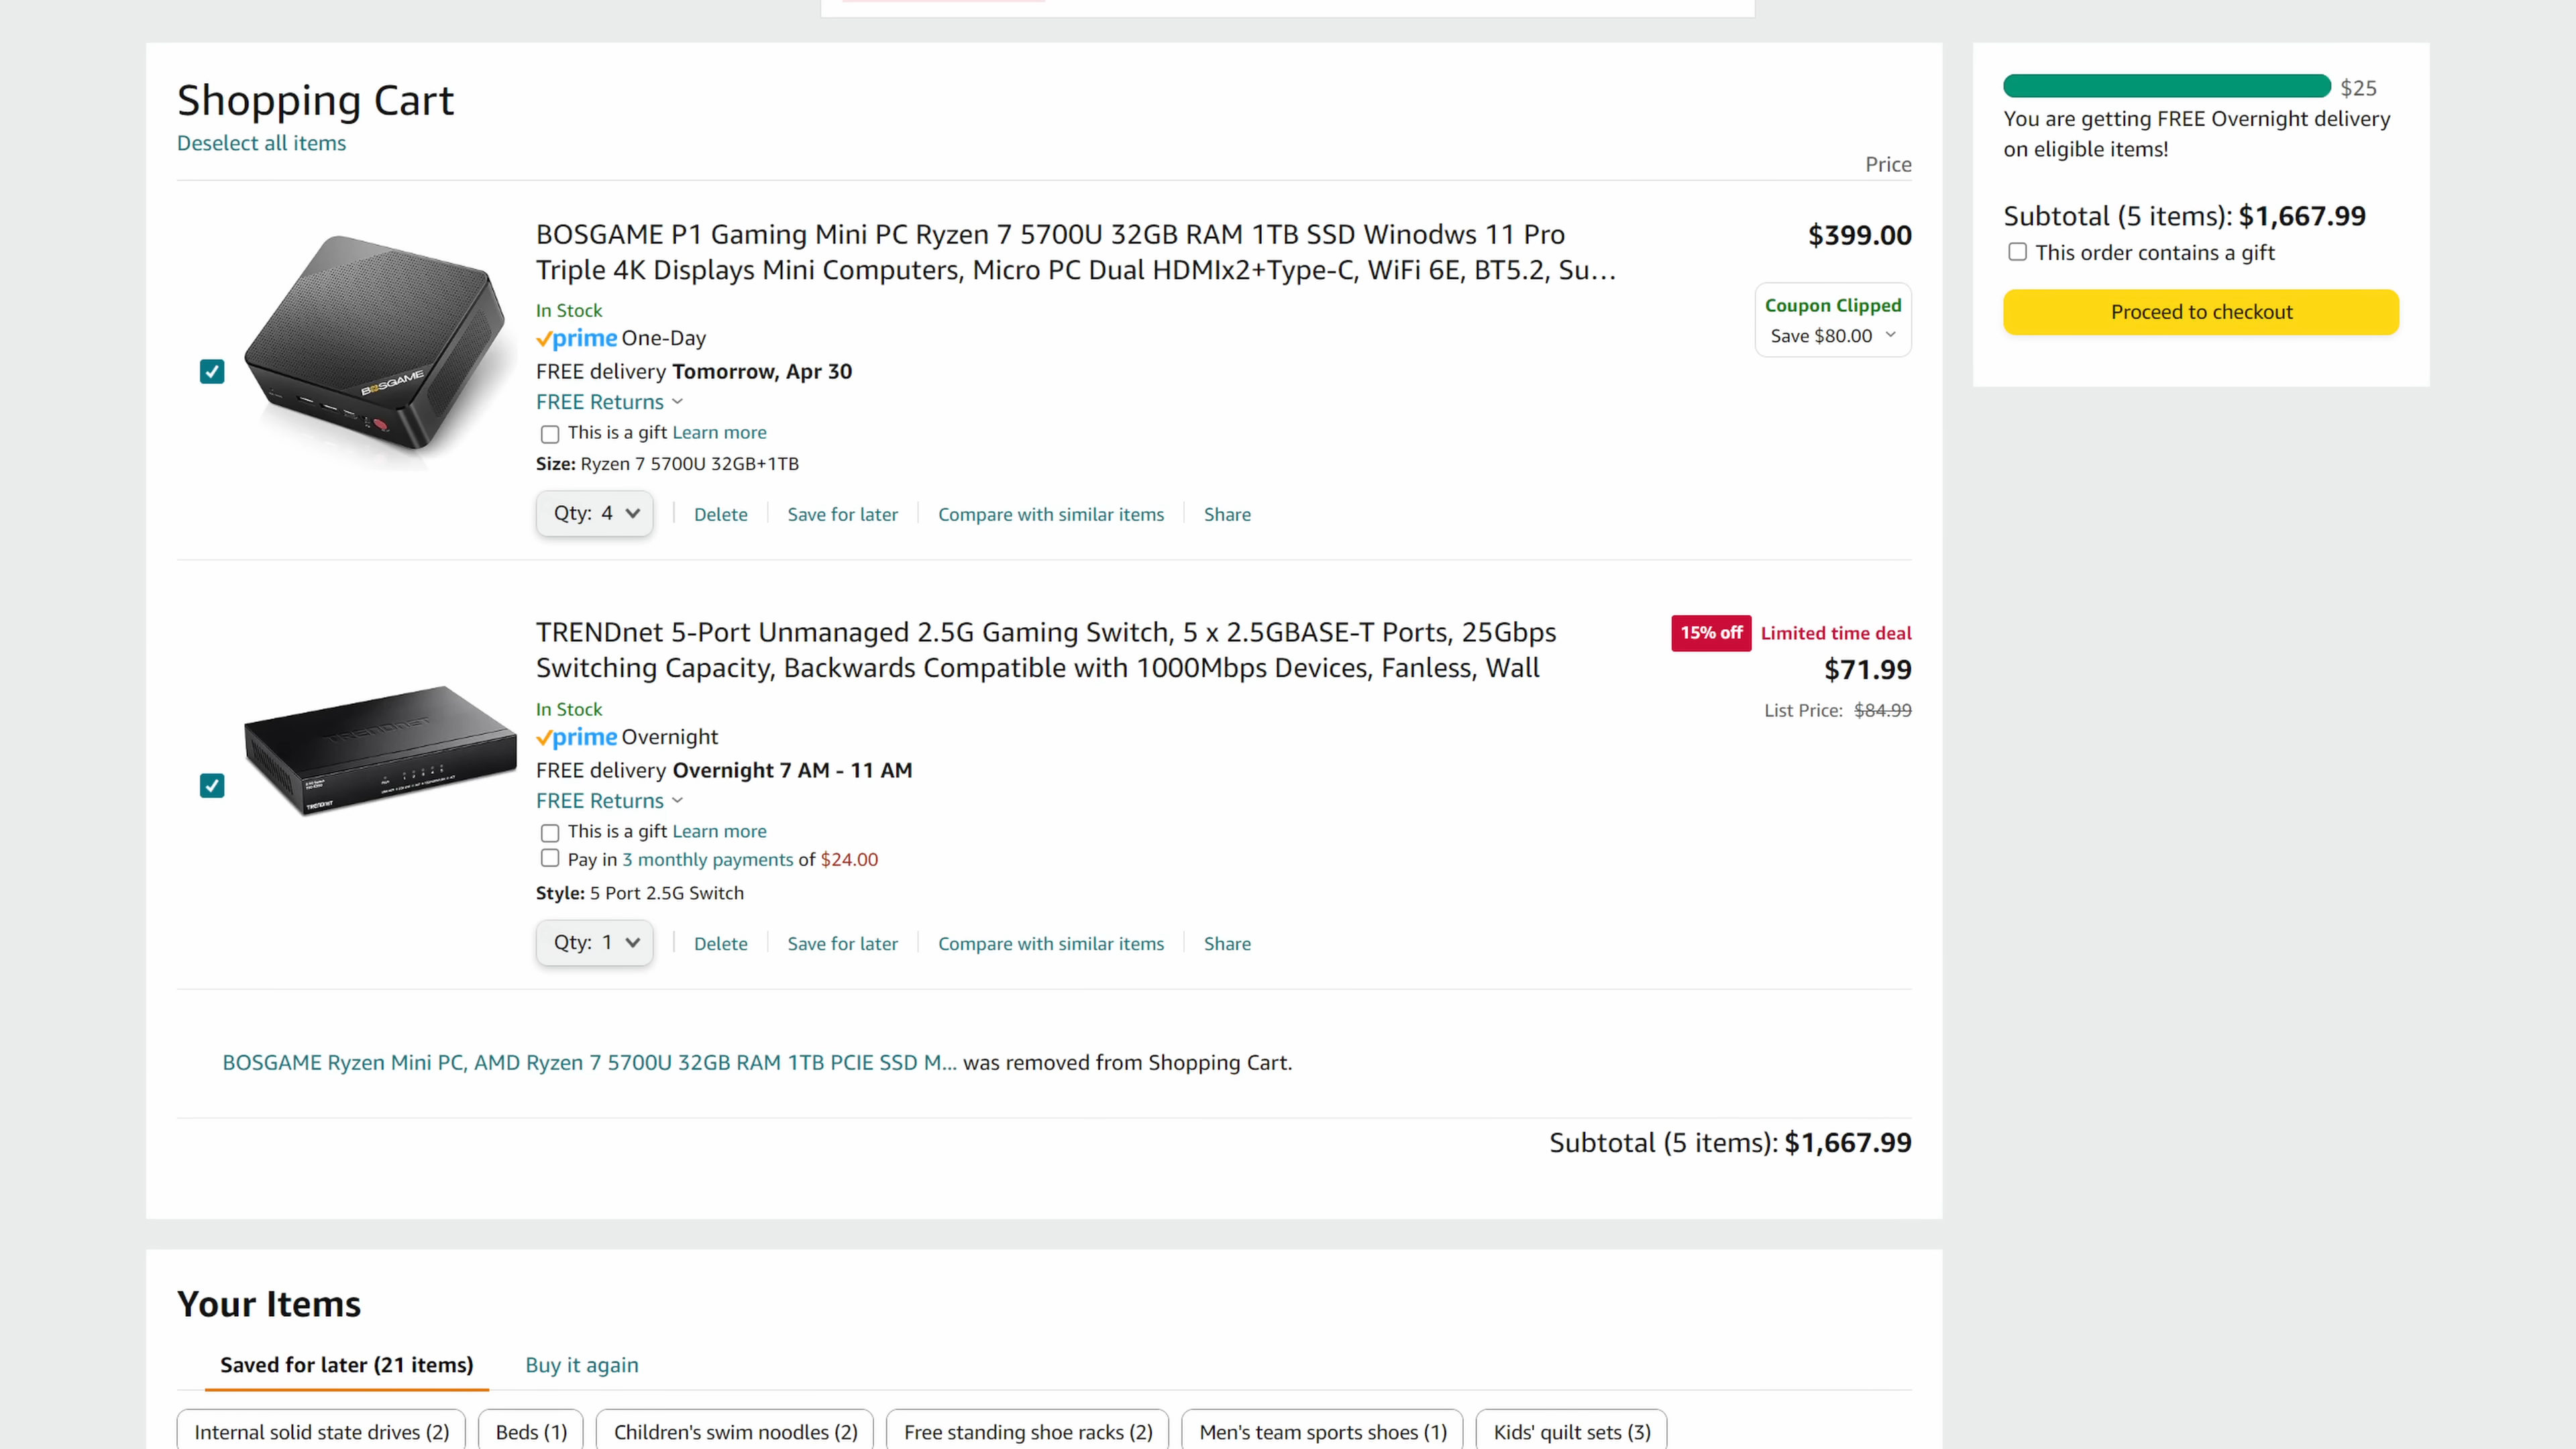 Shopping Cart
Deselect all items
Price
BOSGAME P1 Gaming Mini PC Ryzen 7 5700U 32GB RAM 1TB SSD Winodws 11 Pro
Triple 4K Displays Mini Computers, Micro PC Dual HDMIx2+Type-C, WiFi 6E, BT5.2, Su…
$399.00
In Stock
prime One-Day
FREE delivery Tomorrow, Apr 30
FREE Returns
This is a gift Learn more
Size: Ryzen 7 5700U 32GB+1TB
Coupon Clipped
Save $80.00
BOSGAME
Qty: 4
Delete
Save for later
Compare with similar items
Share
TRENDnet 5-Port Unmanaged 2.5G Gaming Switch, 5 x 2.5GBASE-T Ports, 25Gbps
Switching Capacity, Backwards Compatible with 1000Mbps Devices, Fanless, Wall
15% off Limited time deal
$71.99
List Price: $84.99
In Stock
prime Overnight
FREE delivery Overnight 7 AM - 11 AM
FREE Returns
This is a gift Learn more
Pay in 3 monthly payments of $24.00
Style: 5 Port 2.5G Switch
TRENDNET
TRENDNET
Qty: 1
Delete
Save for later
Compare with similar items
Share
BOSGAME Ryzen Mini PC, AMD Ryzen 7 5700U 32GB RAM 1TB PCIE SSD M... was removed from Shopping Cart.
Subtotal (5 items): $1,667.99
$25
You are getting FREE Overnight delivery
on eligible items!
Subtotal (5 items): $1,667.99
This order contains a gift
Proceed to checkout
Your Items
Saved for later (21 items)
Buy it again
Internal solid state drives (2)
Beds (1)
Children's swim noodles (2)
Free standing shoe racks (2)
Men's team sports shoes (1)
Kids' quilt sets (3)